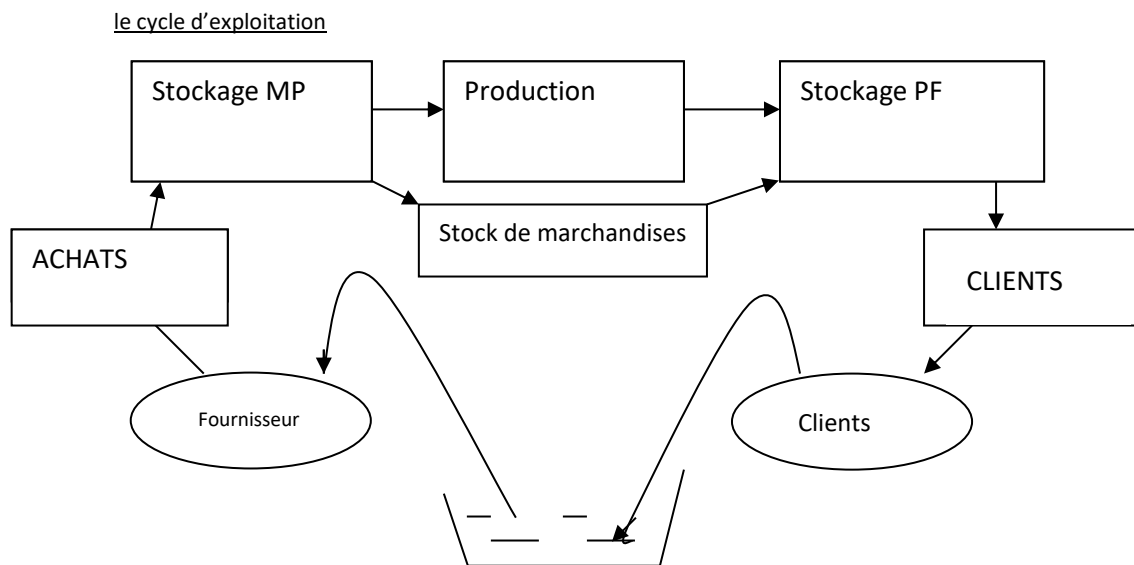 le cycle d’exploitation
Stockage MP
Production
Stockage PF
Stock de marchandises
ACHATS
CLIENTS
Fournisseur
Clients